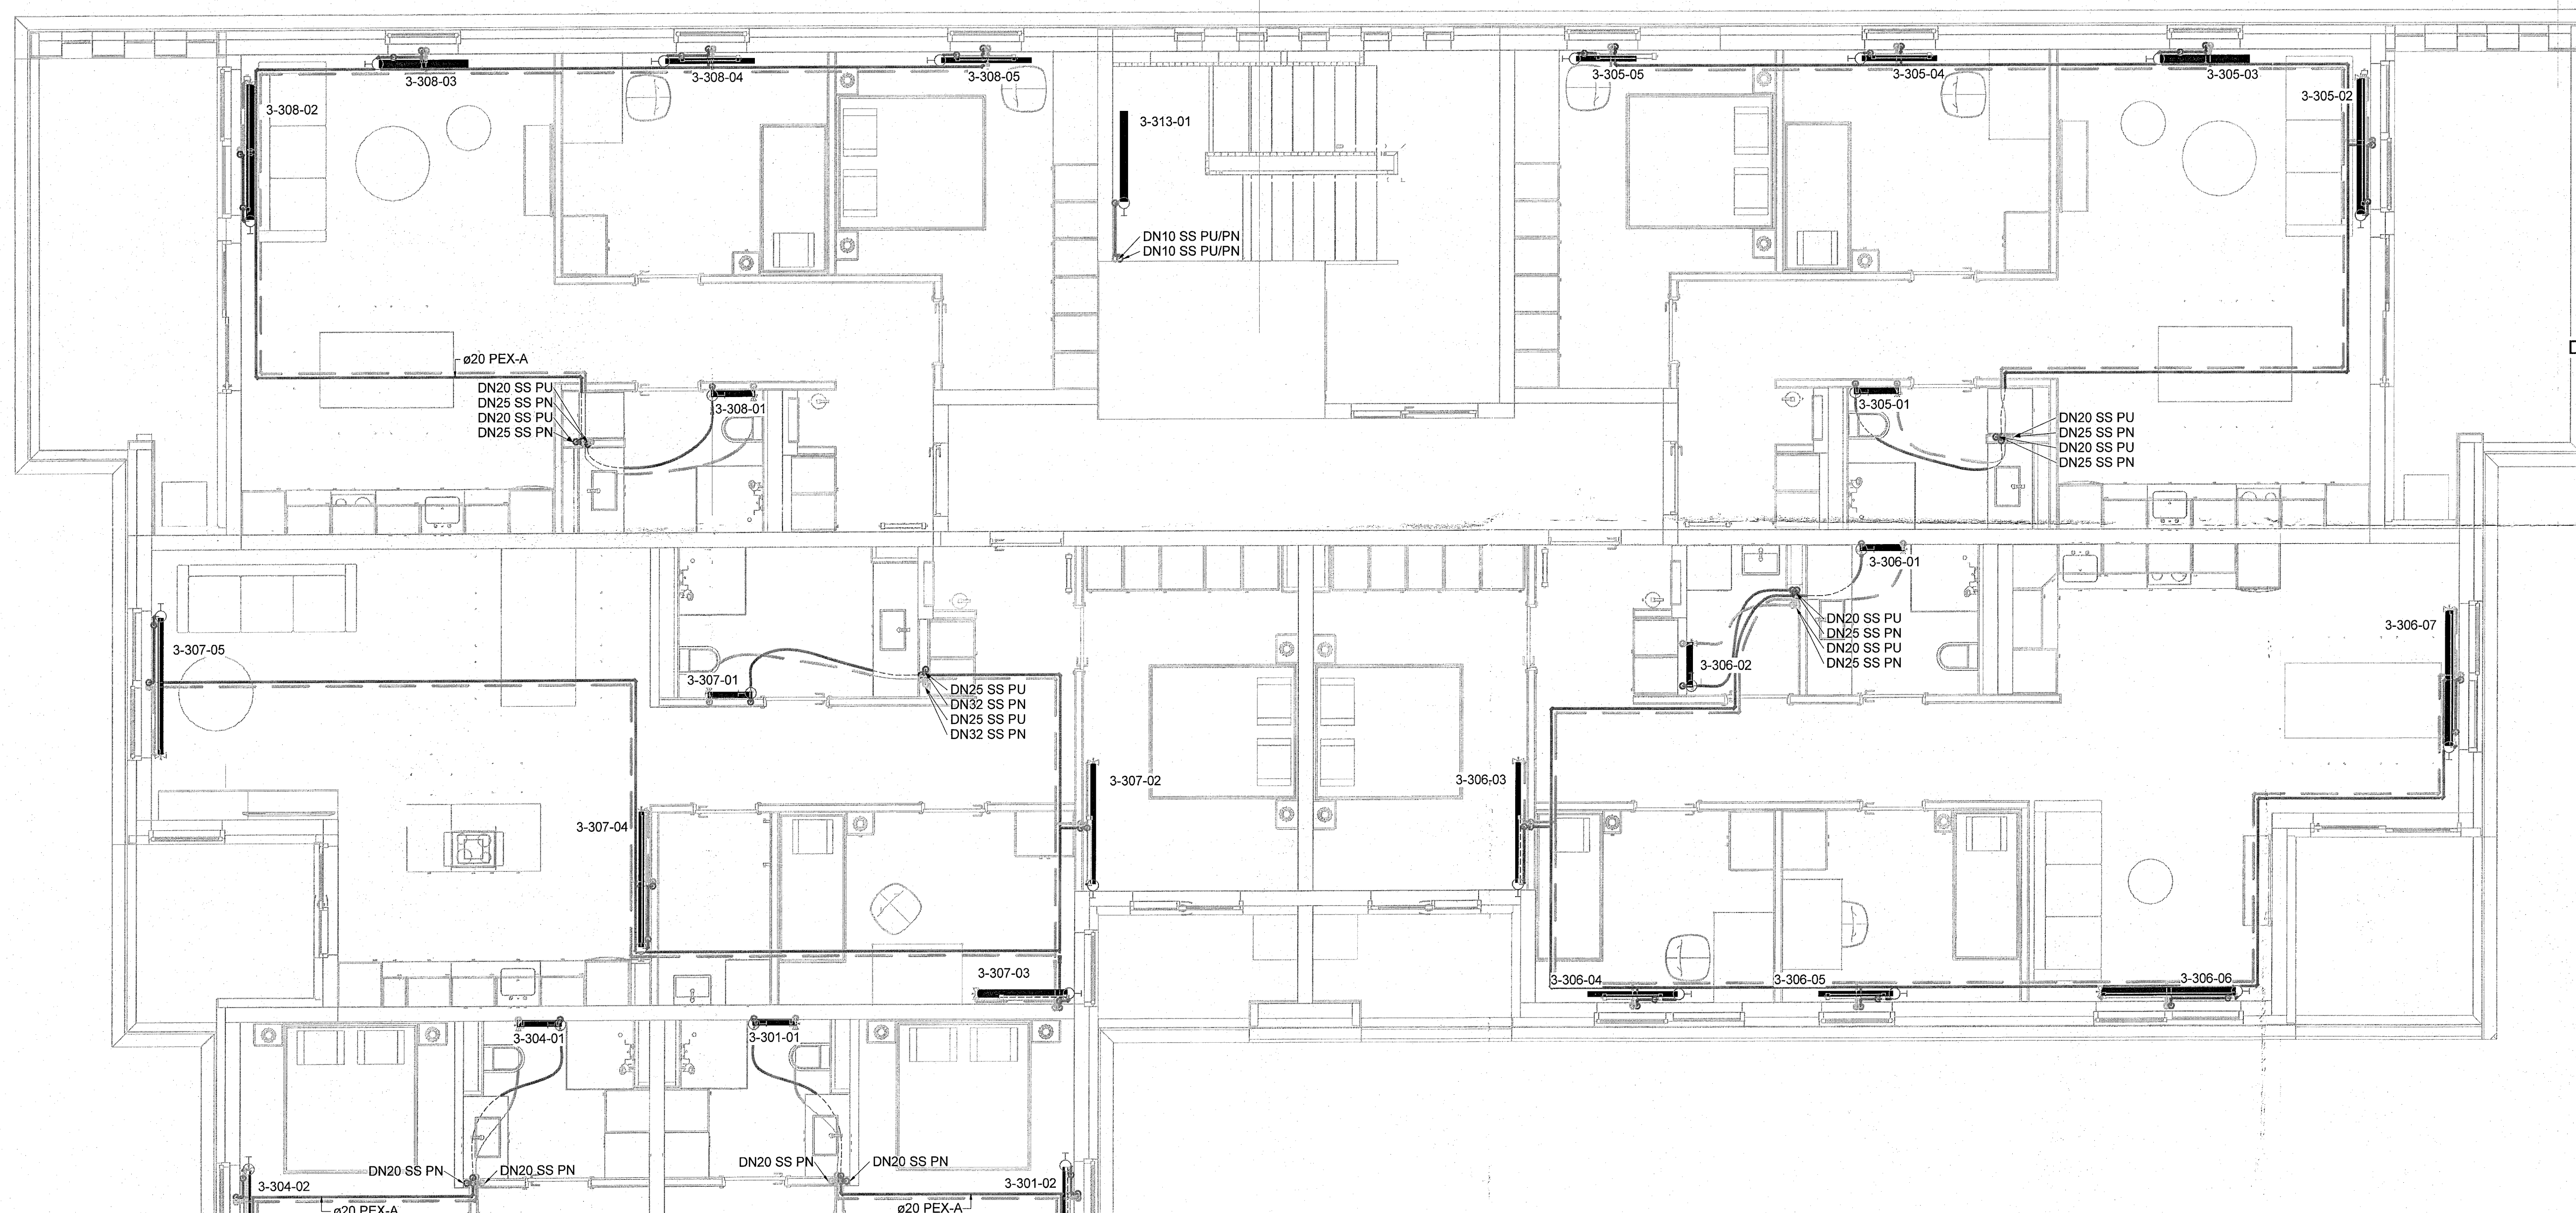 3-308-03
3-308-04
3-308-05
3-305-05
3-305-04
3-305-03
3-308-02
3-305-02
3-313-01
DN10 SS PU/PN
DN10 SS PU/PN
ø20 PEX-A
DN20 SS PU
DN25 SS PN
DN20 SS PU
DN25 SS PN
3-308-01
3-305-01
DN20 SS PU
DN25 SS PN
DN20 SS PU
DN25 SS PN
3-306-01
DN20 SS PU
DN25 SS PN
DN20 SS PU
DN25 SS PN
3-306-07
3-307-05
3-306-02
3-307-01
DN25 SS PU
DN32 SS PN
DN25 SS PU
DN32 SS PN
3-307-02
3-306-03
3-307-04
3-307-03
3-306-04
3-306-05
3-306-06
3-304-01
3-301-01
DN20 SS PN
DN20 SS PN
DN20 SS PN
DN20 SS PN
3-304-02
3-301-02
ø20 PEX-A
ø20 PEX-A